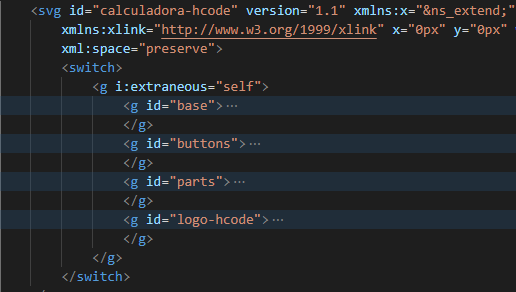 <svg id="calculadora-hcode" version="1.1" xmlns:x="&ns_extend;"
xmlns:xlink="http://www.w3.org/1999/xlink" x="0px" y="0px"
xml:space="preserve">
<switch>
<g i:extraneous="self">
<g id="base">…
</g>
<g id="buttons">…
</g>
<g id="parts">…
</g>
<g id="logo-hcode">…
</g>
</g>
</switch>